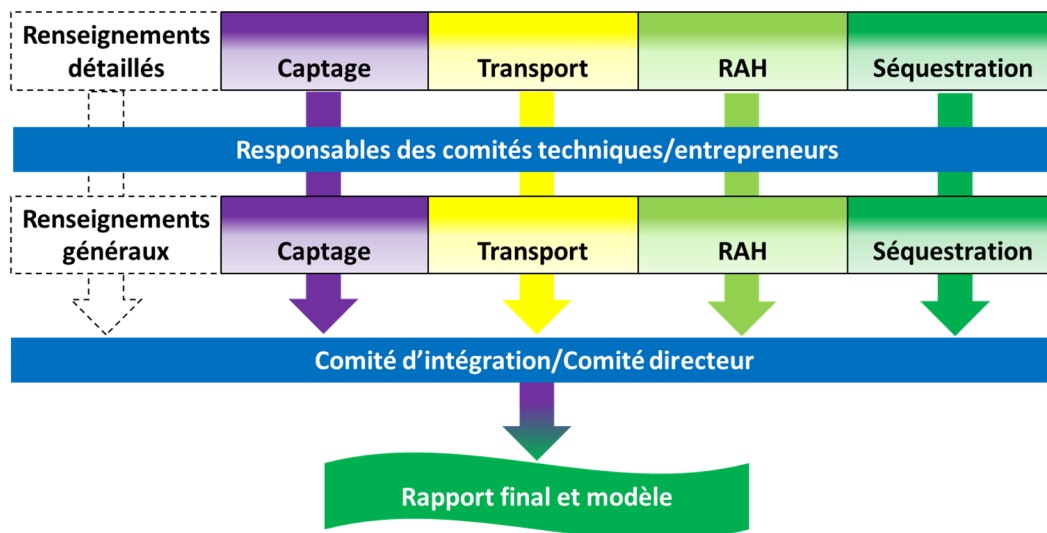 Renseignements
détaillés
Captage
Transport
RAH
Séquestration
Responsables des comités techniques/entrepreneurs
Renseignements
généraux
Captage
Transport
RAH
Séquestration
Comité d’intégration/Comité directeur
Rapport final et modèle